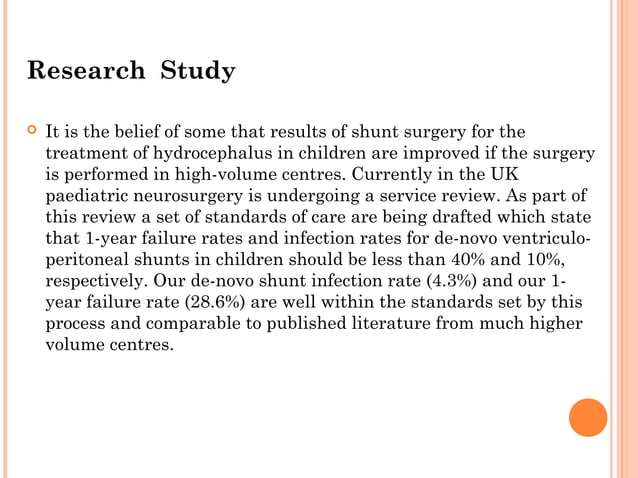 Research Study
It is the belief of some that results of shunt surgery for the
treatment of hydrocephalus in children are improved if the surgery
is performed in high-volume centres. Currently in the UK
paediatric neurosurgery is undergoing a service review. As part of
this review a set of standards of care are being drafted which state
that 1-year failure rates and infection rates for de-novo ventriculo-
peritoneal shunts in children should be less than 40% and 10%,
respectively. Our de-novo shunt infection rate (4.3%) and our 1-
year failure rate (28.6%) are well within the standards set by this
process and comparable to published literature from much higher
volume centres.